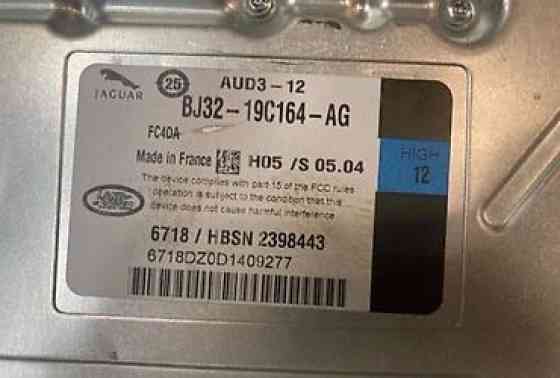 JAGUAR
25
AUD3-12
BJ32-19C164-AG
FC4DA
Made in France H05 /S 05.04
HIGH
12
The device complies with part 15 of the FCC rules
operation is subject to the condition that this
device does not cause harmful interference
LAND
ROVER
6718 / HBSN 2398443
6718DZ0D1409277